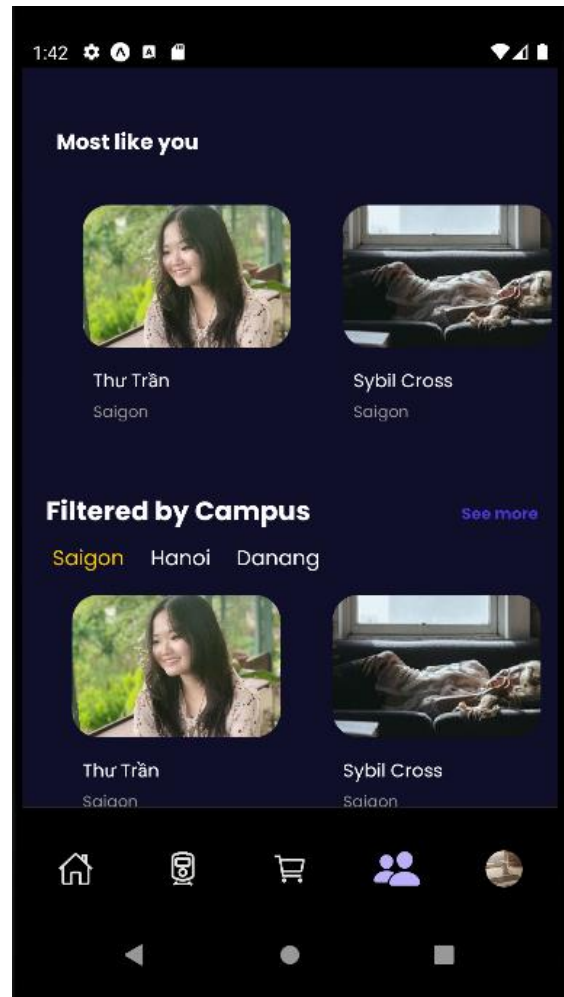 1:42
Most like you
Thư Trần
Sybil Cross
Saigon
Saigon
Filtered by Campus
See more
Saigon Hanoi Danang
Thư Trần
Sybil Cross
Saigon
Saigon